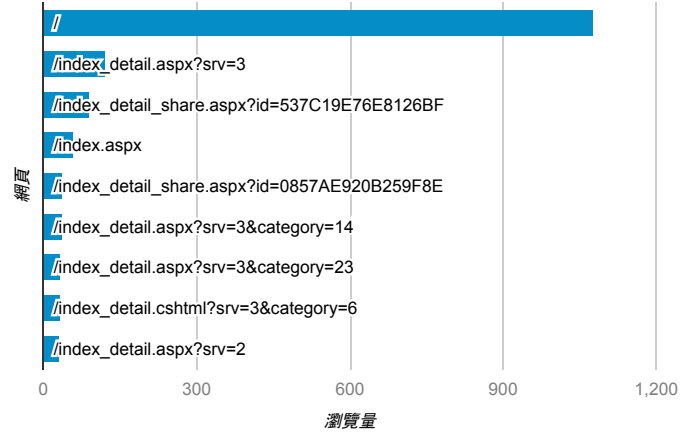 /
/index_detail.aspx?srv=3
/index_detail_share.aspx?id=537C19E76E8126BF
/index.aspx
/index_detail_share.aspx?id=0857AE920B259F8E
/index_detail.aspx?srv=3&category=14
/index_detail.aspx?srv=3&category=23
/index_detail.cshtml?srv=3&category=6
/index_detail.aspx?srv=2
網頁
0 300 600 900 1,200
瀏覽量